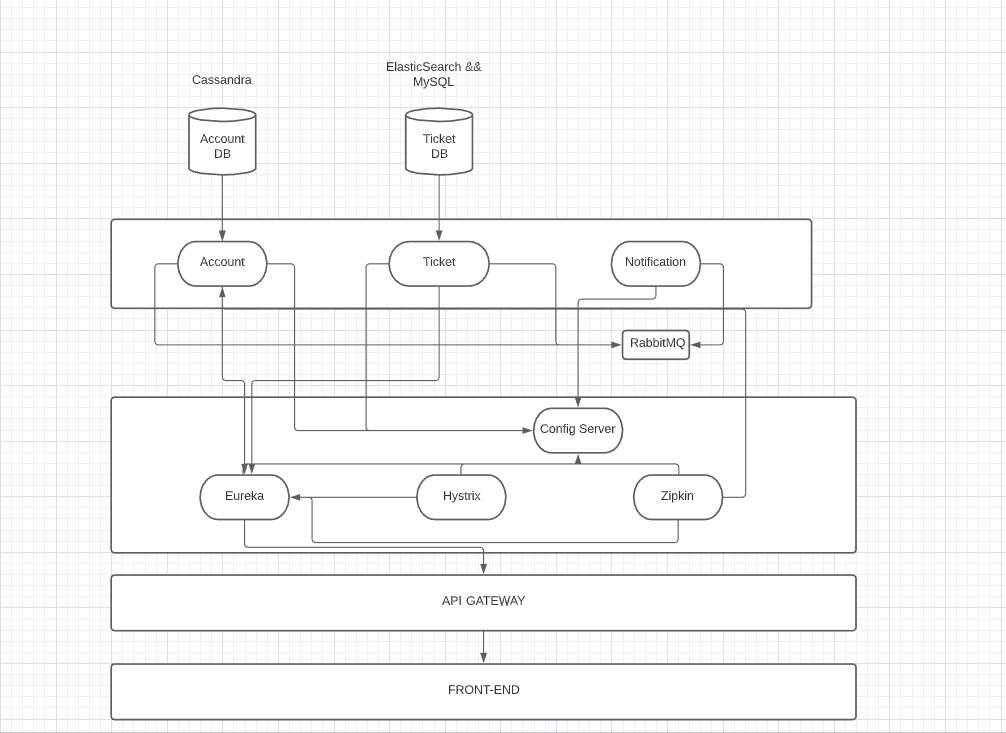 Cassandra
ElasticSearch &&
MySQL
Account
DB
Ticket
DB
Account
Ticket
Notification
RabbitMQ
Config Server
Eureka
Hystrix
Zipkin
API GATEWAY
FRONT-END